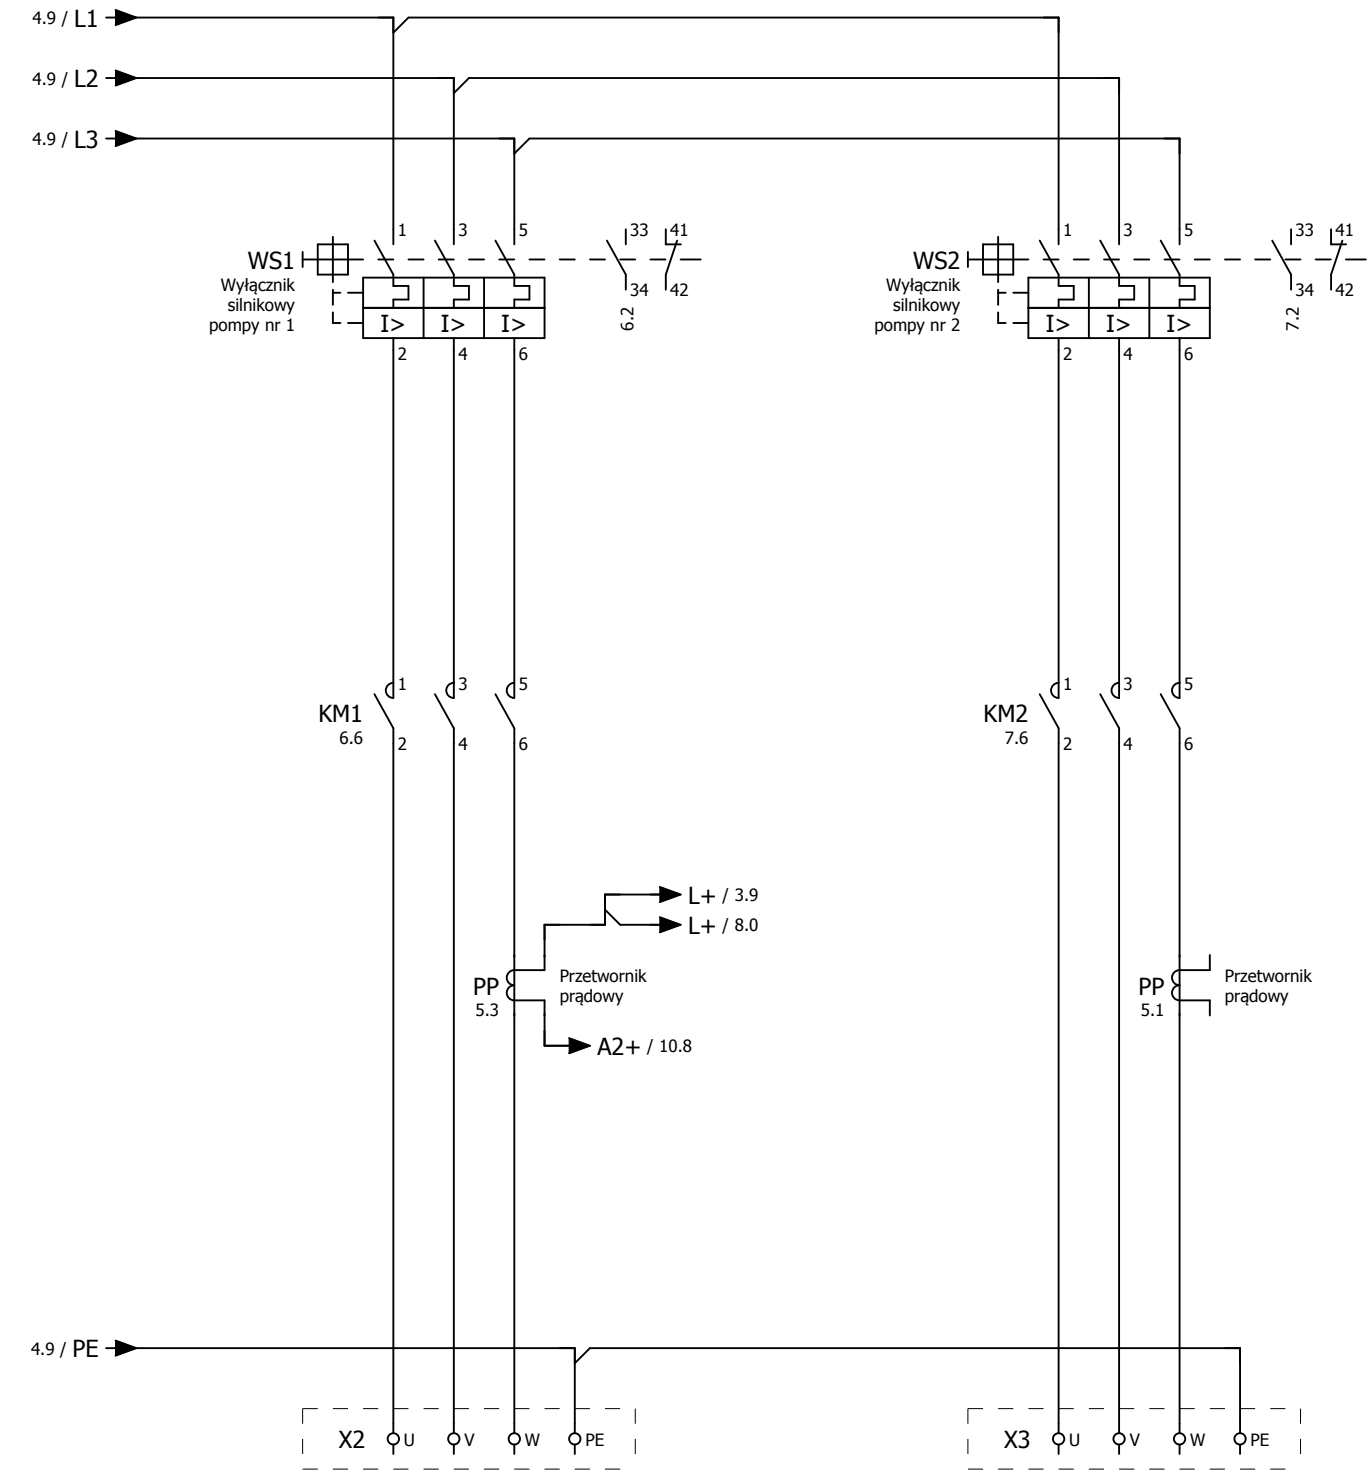 4.9 / L1
4.9 / L2
4.9 / L3
1 3 5 33 41
WS1
Wyłącznik
silnikowy
pompy nr 1
34 42
6.2
I> I> I>
2 4 6
1 3 5 33 41
WS2
Wyłącznik
silnikowy
pompy nr 2
34 42
7.2
I> I> I>
2 4 6
1 3 5
KM1
6.6
2 4 6
1 3 5
KM2
7.6
2 4 6
L+ / 3.9
L+ / 8.0
PP
5.3
Przetwornik
prądowy
A2+ / 10.8
PP
5.1
Przetwornik
prądowy
4.9 / PE
X2 U V W PE
X3 U V W PE